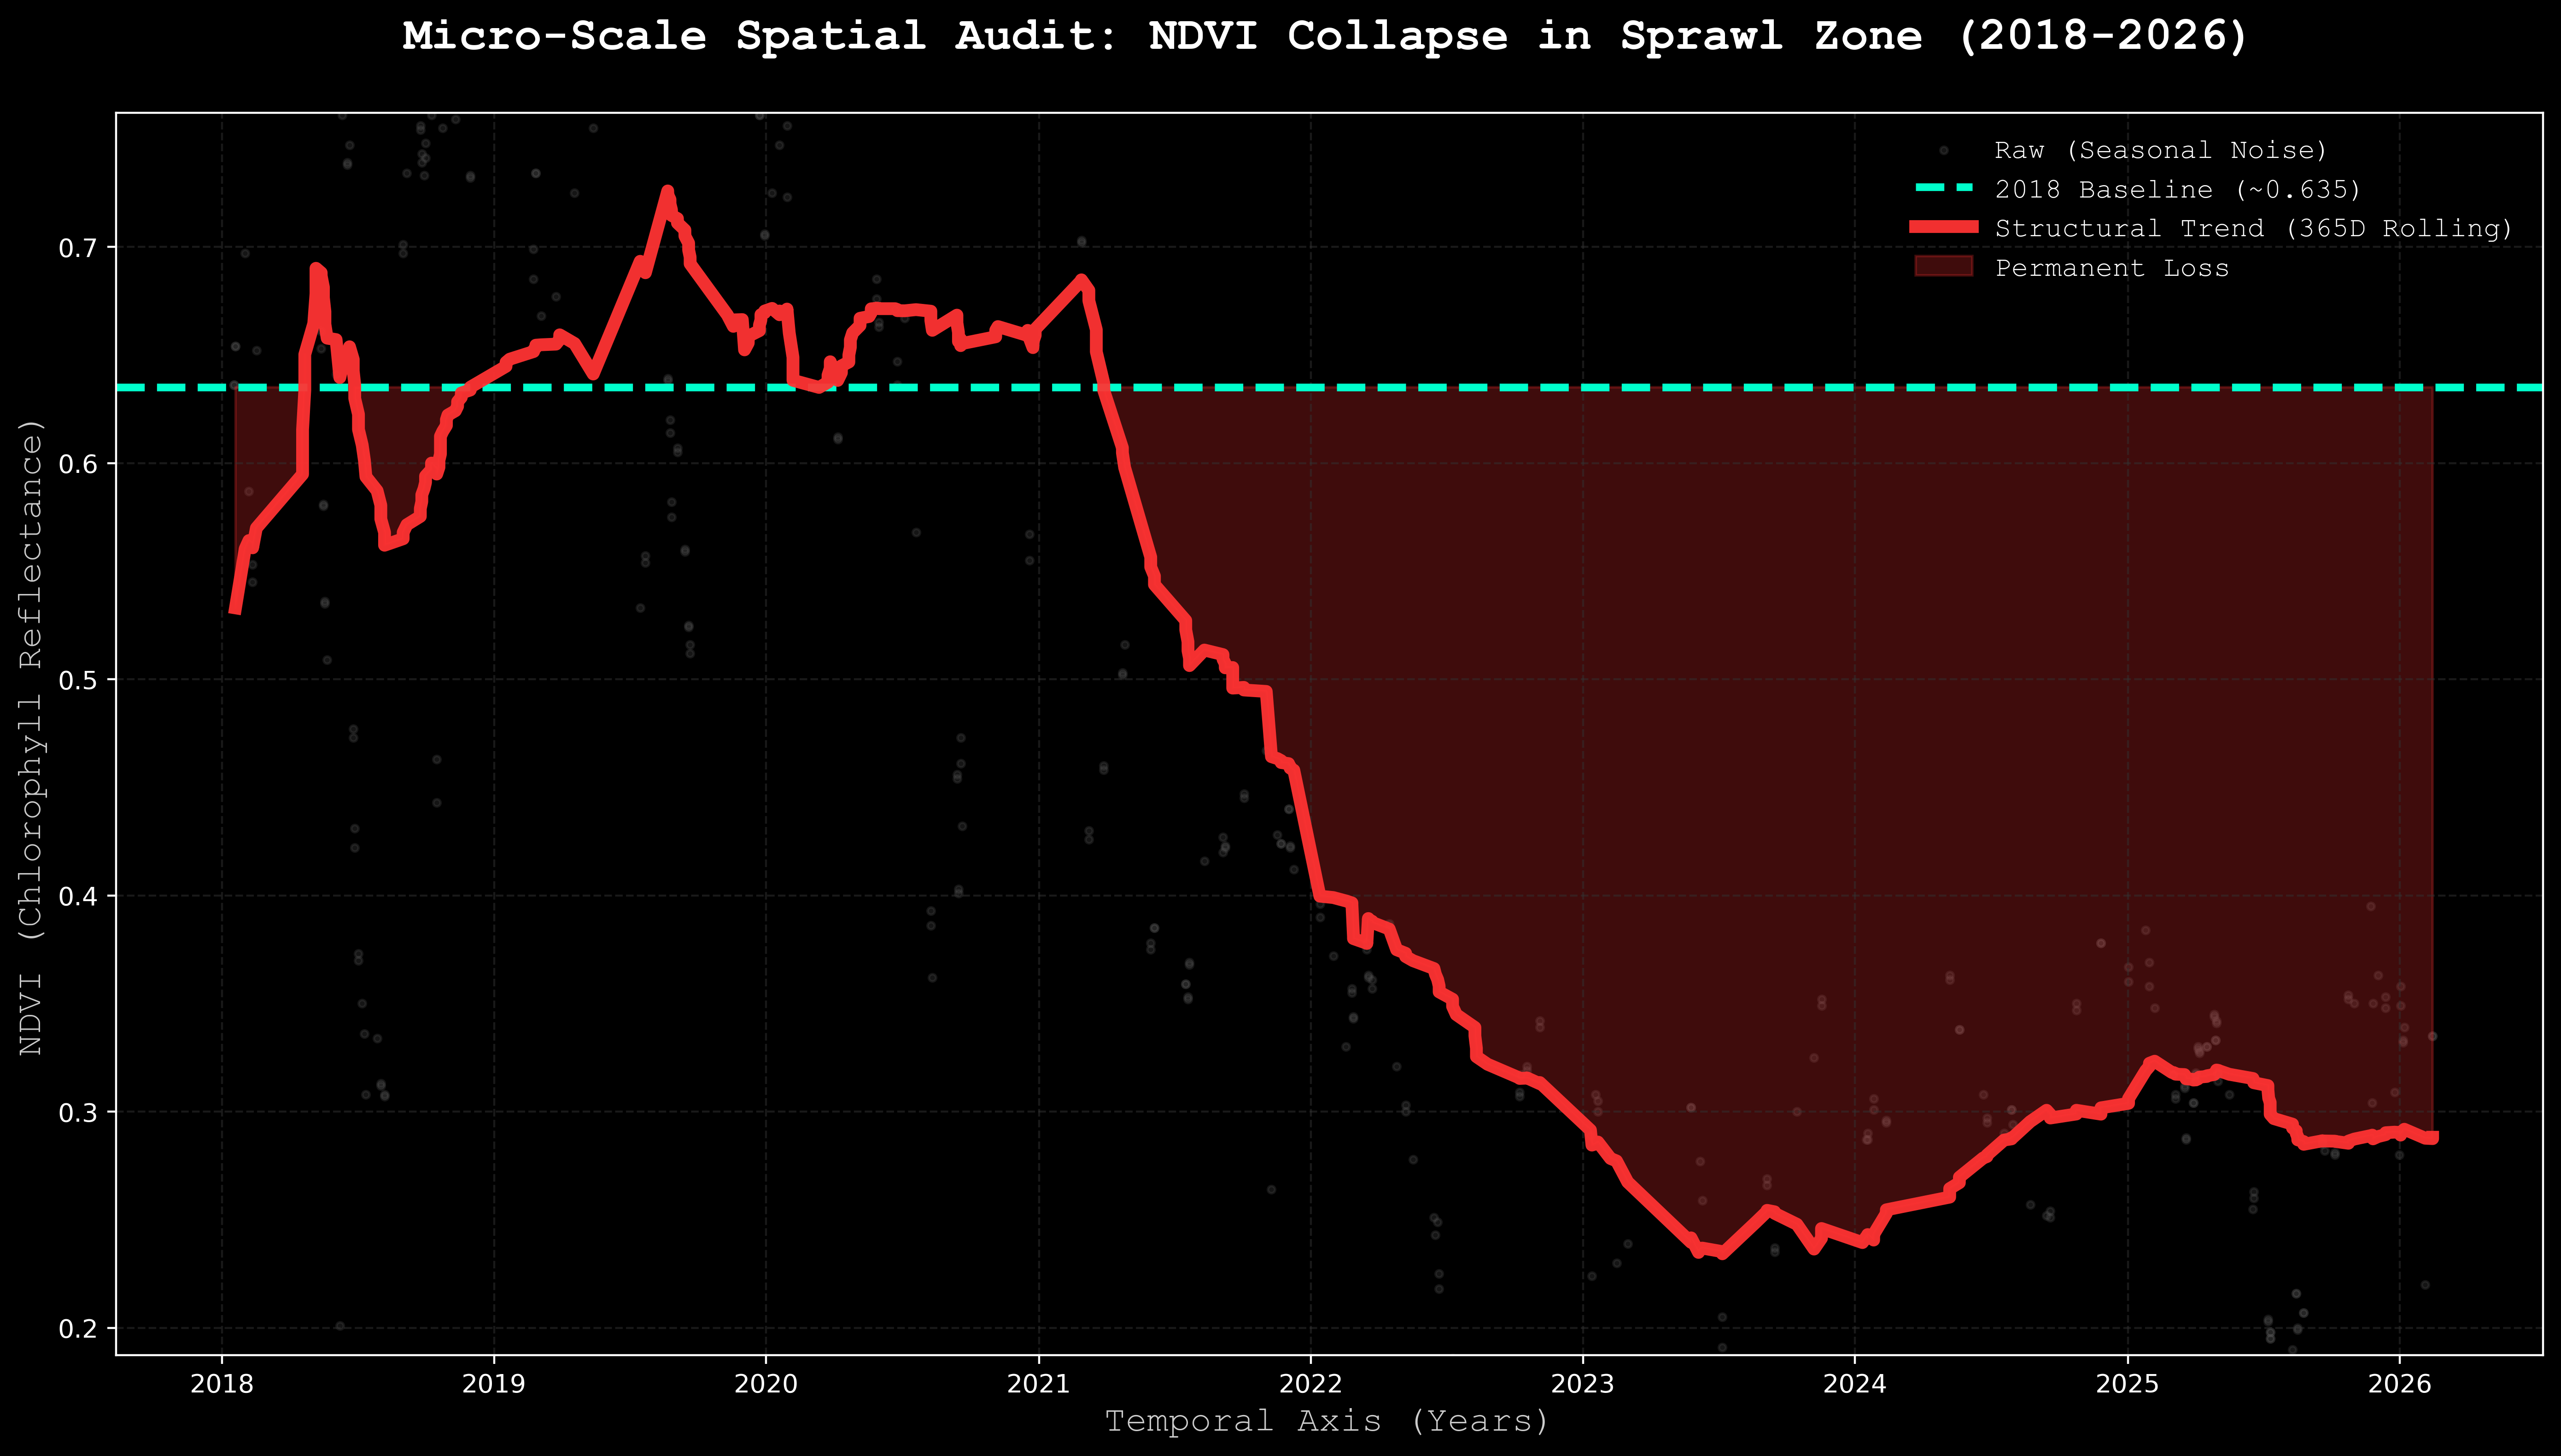 Micro-Scale Spatial Audit: NDVI Collapse in Sprawl Zone (2018-2026)
Raw (Seasonal Noise)
2018 Baseline (~0.635)
Structural Trend (365D Rolling)
Permanent Loss
NDVI (Chlorophyll Reflectance)
0.7
0.6
0.5
0.4
0.3
0.2
2018 2019 2020 2021 2022 2023 2024 2025 2026
Temporal Axis (Years)